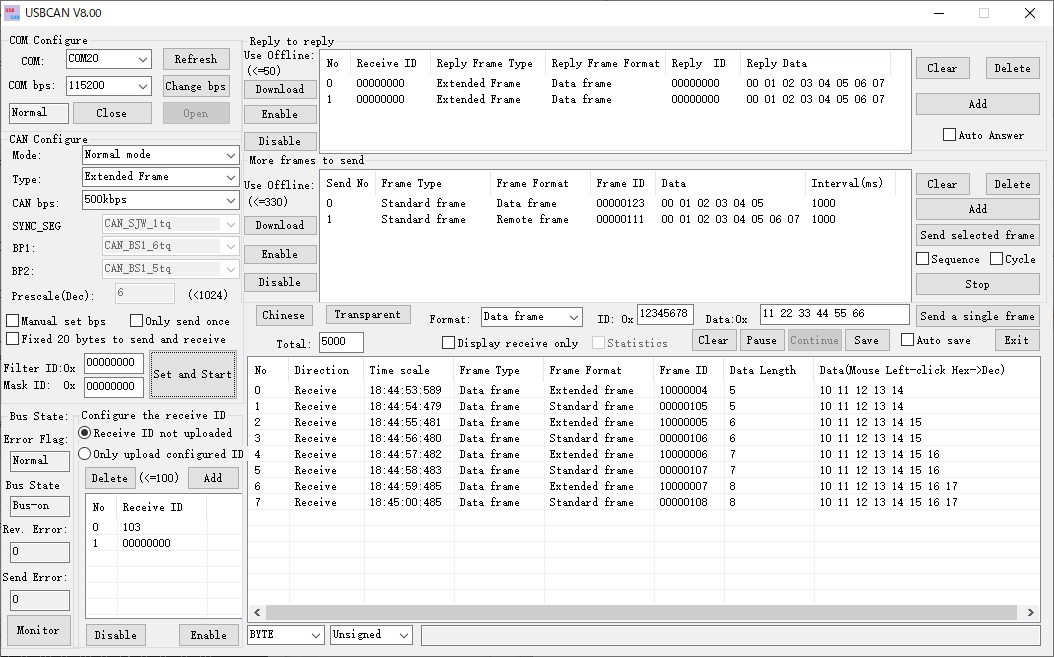 USBCAN V8.00
COM Configure
COM: COM20 Refresh
COM bps: 115200 Change bps
Normal Close Open
CAN Configure
Mode: Normal mode
Type: Extended Frame
CAN bps: 500kbps
SYNC_SEG CAN_SJW_1tq
BP1: CAN_BS1_6tq
BP2: CAN_BS1_5tq
Prescale(Dec): 6 (<1024)
Manual set bps Only send once
Fixed 20 bytes to send and receive
Filter ID:0x 00000000
Mask ID: 0x 00000000
Set and Start
Reply to reply
Use Offline:
(<=50)
Download
Enable
Disable
No Receive ID Reply Frame Type Reply Frame Format Reply ID Reply Data
0 00000000 Extended Frame Data frame 00000000 00 01 02 03 04 05 06 07
1 00000000 Extended Frame Data frame 00000000 00 01 02 03 04 05 06 07
Clear Delete
Add
Auto Answer
More frames to send
Use Offline:
(<=330)
Download
Enable
Disable
Send No Frame Type Frame Format Frame ID Data Interval(ms)
0 Standard frame Data frame 00000123 00 01 02 03 04 05 1000
1 Standard frame Remote frame 00000111 00 01 02 03 04 05 06 07 1000
Clear Delete
Add
Send selected frame
Sequence Cycle
Stop
Chinese Transparent Format: Data frame ID: 0x 12345678 Data:0x 11 22 33 44 55 66 Send a single frame
Total: 5000 Display receive only Statistics Clear Pause Continue Save Auto save Exit
No Direction Time scale Frame Type Frame Format Frame ID Data Length Data(Mouse Left-click Hex->Dec)
0 Receive 18:44:53:589 Data frame Extended frame 10000004 5 10 11 12 13 14
1 Receive 18:44:54:479 Data frame Standard frame 00000105 5 10 11 12 13 14
2 Receive 18:44:55:481 Data frame Extended frame 10000005 6 10 11 12 13 14 15
3 Receive 18:44:56:480 Data frame Standard frame 00000106 6 10 11 12 13 14 15
4 Receive 18:44:57:482 Data frame Extended frame 10000006 7 10 11 12 13 14 15 16
5 Receive 18:44:58:483 Data frame Standard frame 00000107 7 10 11 12 13 14 15 16
6 Receive 18:44:59:485 Data frame Extended frame 10000007 8 10 11 12 13 14 15 16 17
7 Receive 18:45:00:485 Data frame Standard frame 00000108 8 10 11 12 13 14 15 16 17
Bus State:
Error Flag:
Normal
Bus State
Bus-on
Rev. Error:
0
Send Error:
0
Monitor
Configure the receive ID
Receive ID not uploaded
Only upload configured ID
Delete (<=100) Add
No Receive ID
0 103
1 00000000
Disable Enable
BYTE Unsigned